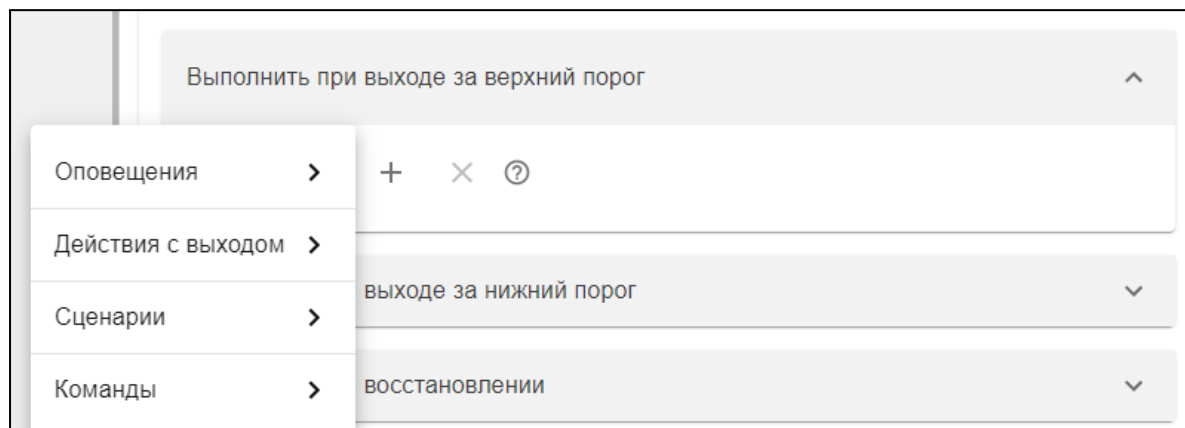 Выполнить при выходе за верхний порог
Оповещения
Действия с выходом
выходе за нижний порог
Сценарии
восстановлении
Команды